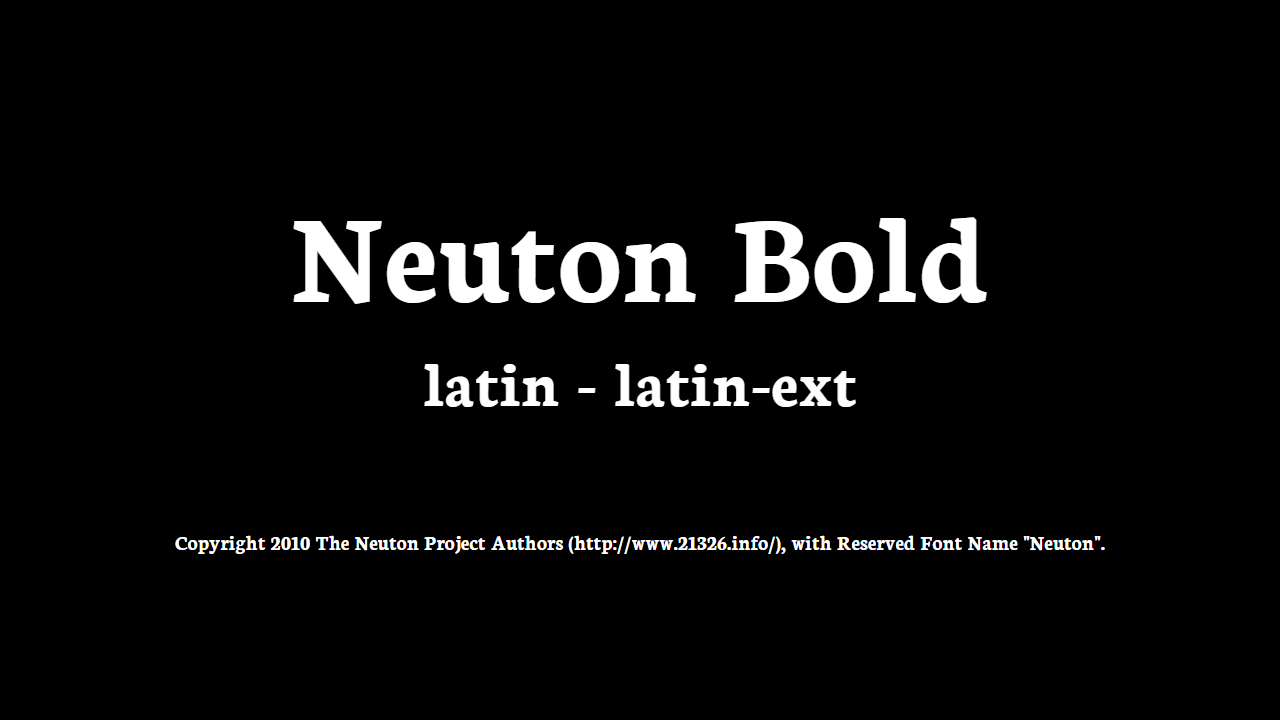 Neuton Bold
latin - latin-ext
Copyright 2010 The Neuton Project Authors (http://www.21326.info/), with Reserved Font Name "Neuton".